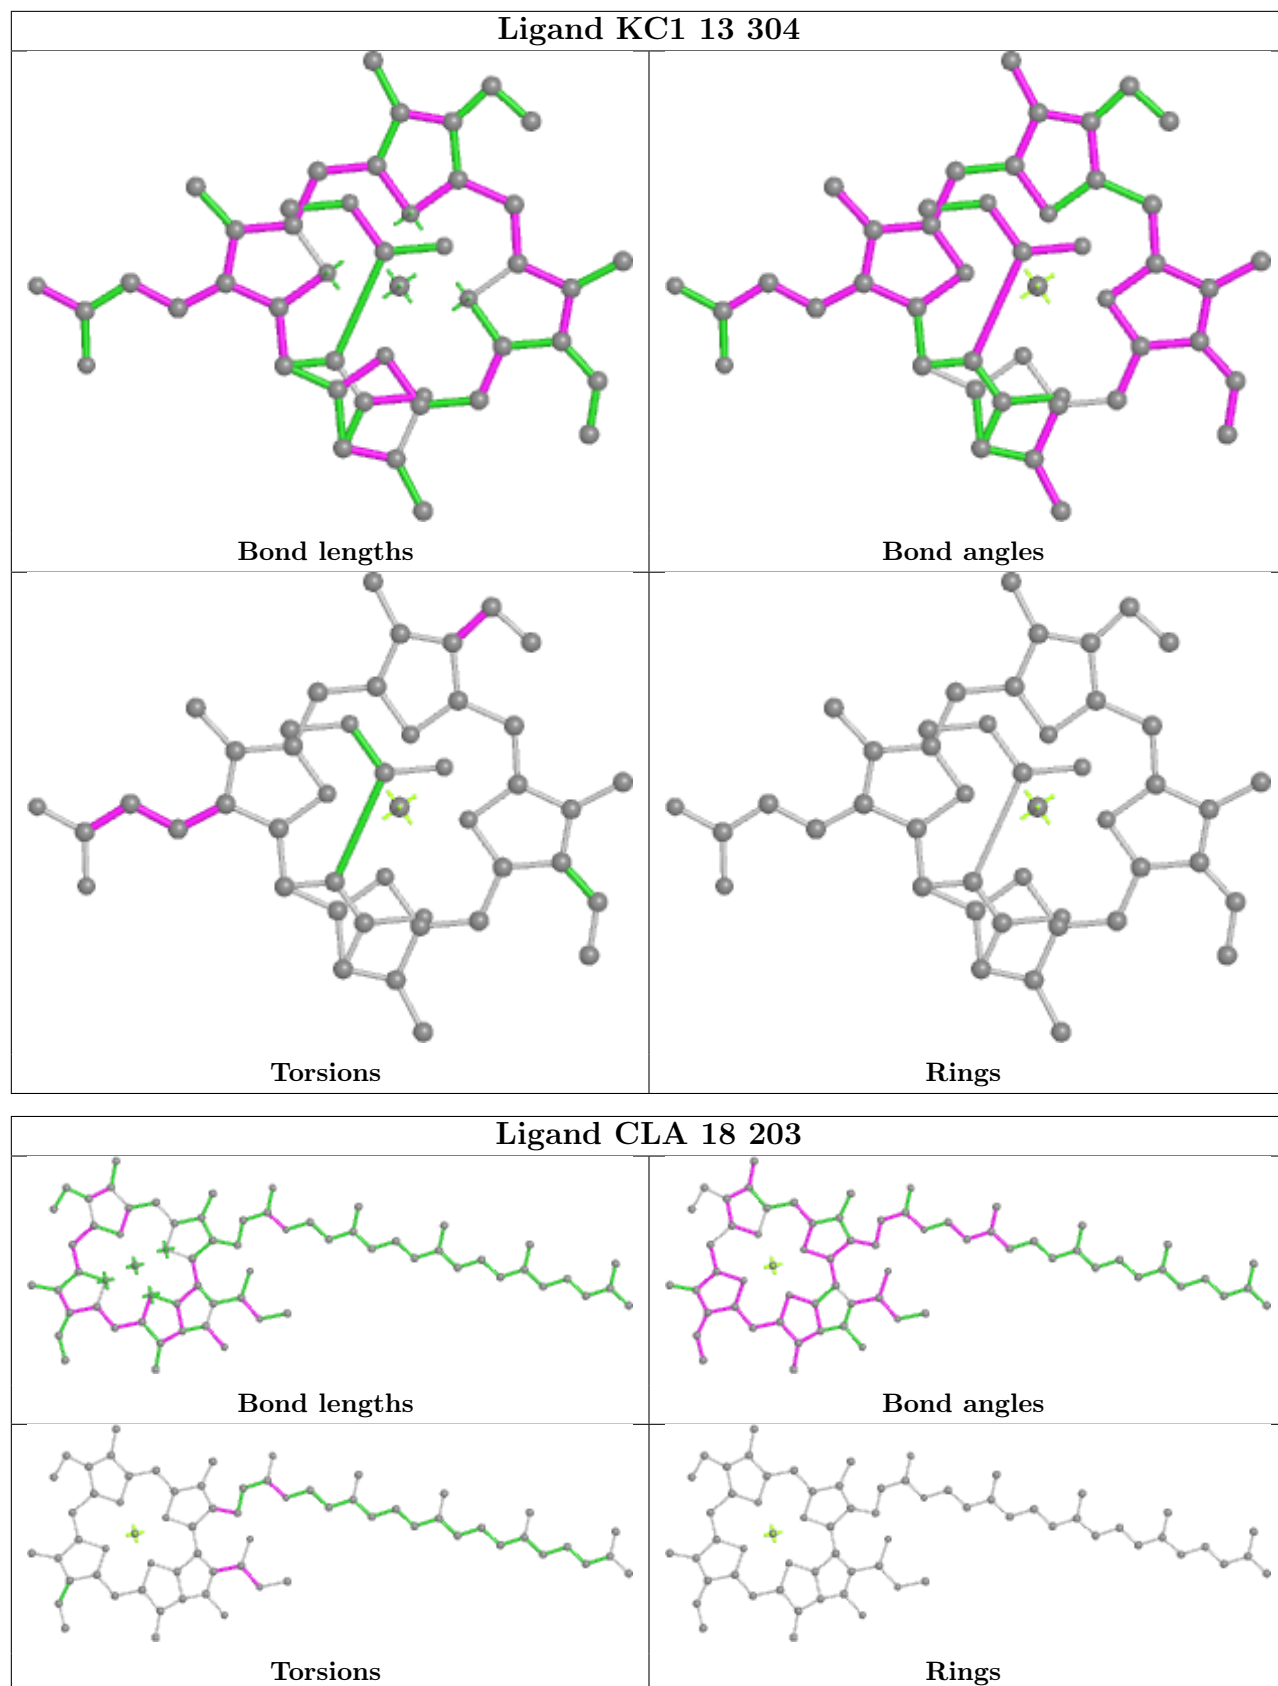 Ligand KC1 13 304
Bond lengths
Bond angles
Torsions
Rings
Ligand CLA 18 203
Bond lengths
Bond angles
Torsions
Rings